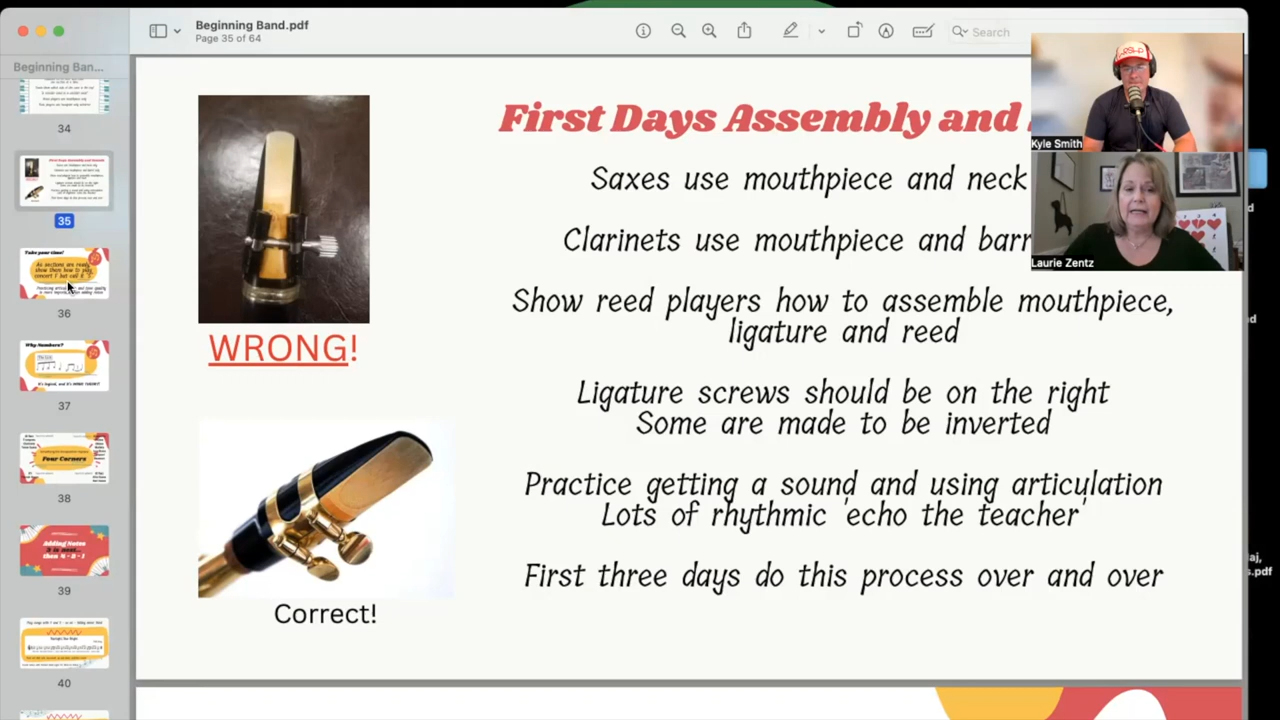 Beginning Band.pdf
Page 35 of 64
Search
Beginning Ban...
34
35
36
37
38
39
40
Take your time!
Why Numbers?
Four Corners
Adding Notes
First Days Assembly and
Saxes use mouthpiece and neck
Clarinets use mouthpiece and barr
Show reed players how to assemble mouthpiece,
ligature and reed
Ligature screws should be on the right
Some are made to be inverted
Practice getting a sound and using articulation
Lots of rhythmic 'echo the teacher'
First three days do this process over and over
WRONG!
Correct!
Kyle Smith
Laurie Zentz
s.pdf